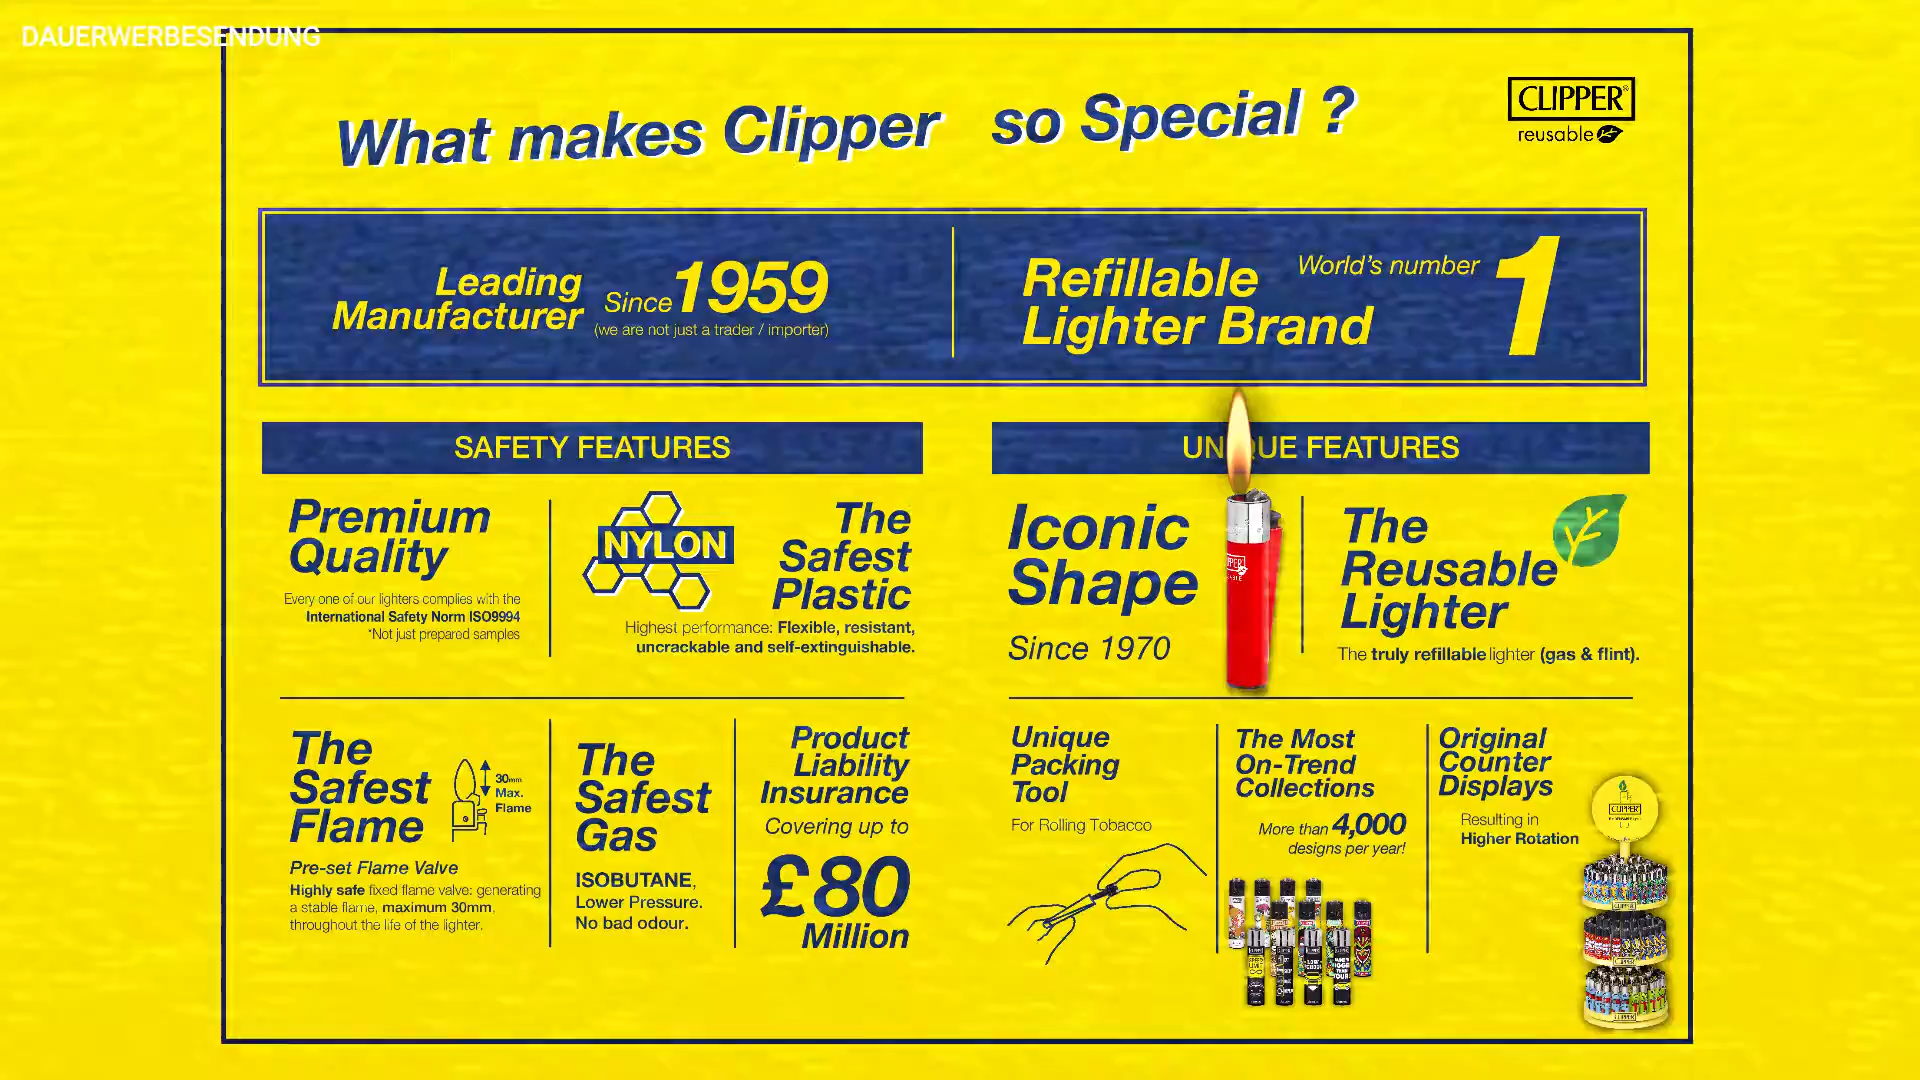 DAUERWERBESENDUNG
What makes Clipper so Special ?
CLIPPER®
reusable
Leading
Manufacturer
Since 1959
(we are not just a trader / importer)
Refillable
Lighter Brand
World's number 1
SAFETY FEATURES
Premium
Quality
Every one of our lighters complies with the
International Safety Norm ISO9994
*Not just prepared samples
NYLON
The
Safest
Plastic
Highest performance: Flexible, resistant,
uncrackable and self-extinguishable.
The
Safest
Flame
30mm
Max.
Flame
Pre-set Flame Valve
Highly safe fixed flame valve: generating
a stable flame, maximum 30mm,
throughout the life of the lighter.
The
Safest
Gas
ISOBUTANE,
Lower Pressure.
No bad odour.
Product
Liability
Insurance
Covering up to
£80
Million
UN QUE FEATURES
Iconic
Shape
Since 1970
The
Reusable
Lighter
The truly refillable lighter (gas & flint).
Unique
Packing
Tool
For Rolling Tobacco
The Most
On-Trend
Collections
More than 4,000
designs per year!
Original
Counter
Displays
Resulting in
Higher Rotation
CLIPPER